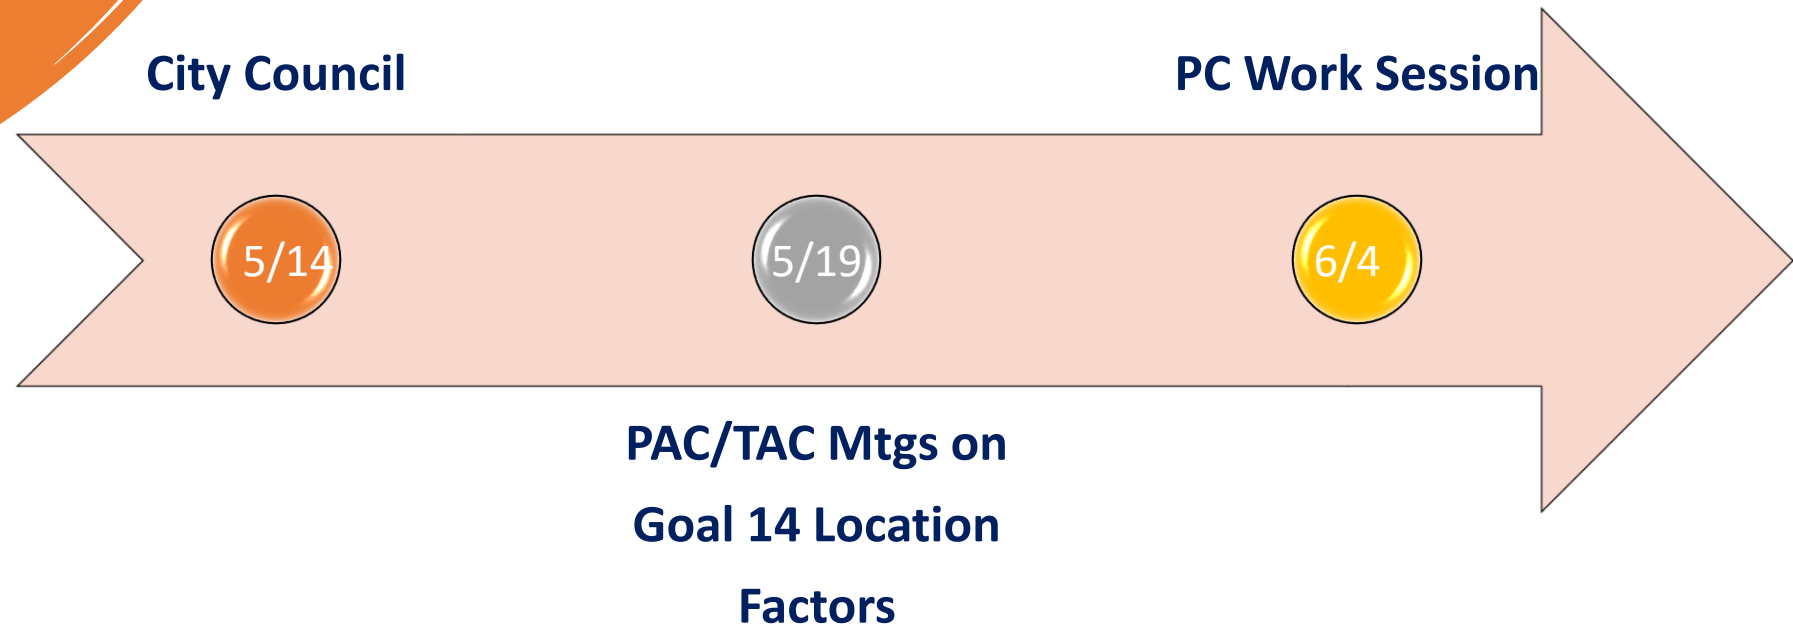 City Council
PC Work Session
5/14
5/19
6/4
PAC/TAC Mtgs on
Goal 14 Location
Factors